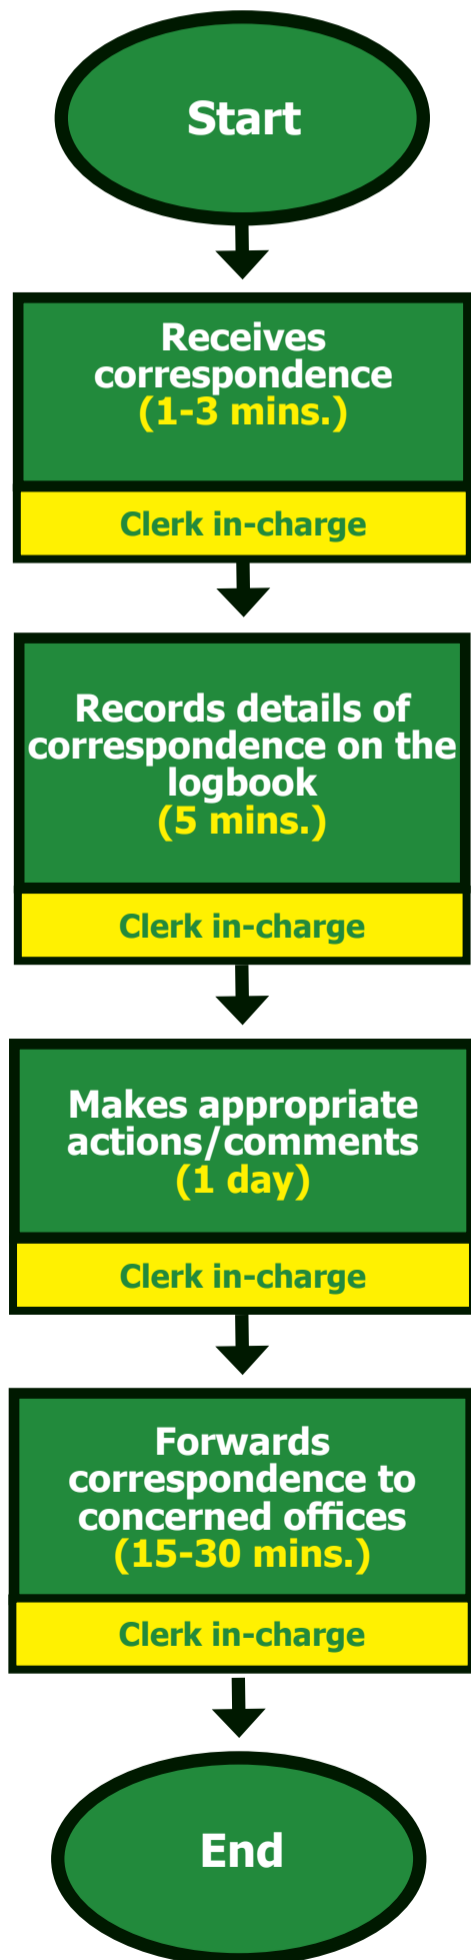 Start
Receives
correspondence
(1-3 mins.)
Clerk in-charge
Records details of
correspondence on the
logbook
(5 mins.)
Clerk in-charge
Makes appropriate
actions/comments
(1 day)
Clerk in-charge
Forwards
correspondence to
concerned offices
(15-30 mins.)
Clerk in-charge
End